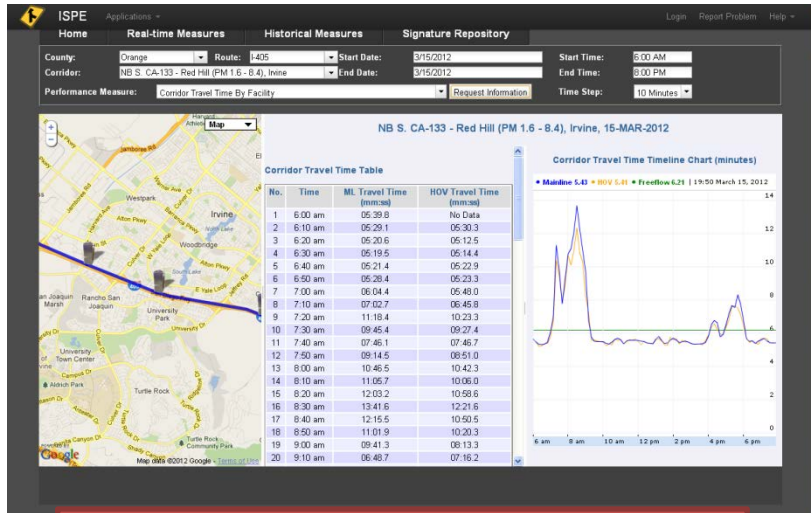 ISPE Applications Login Report Problem Help
Home Real-time Measures Historical Measures Signature Repository
County: Orange Route: I-405 Start Date: 3/15/2012 Start Time: 6:00 AM
Corridor: NB S. CA-133 - Red Hill (PM 1.6 - 8.4), Irvine End Date: 3/15/2012 End Time: 8:00 PM
Performance Measure: Corridor Travel Time By Facility Request Information Time Step: 10 Minutes
Map
Westpark
Irvine
Woodbridge
Alton Pkwy
San Joaquin Marsh
Rancho San Joaquin
University Park
University Town Center
Aldrich Park
Turtle Rock
Turtle Rock Community Park
Google
Map data ©2012 Google - Terms of Use
NB S. CA-133 - Red Hill (PM 1.6 - 8.4), Irvine, 15-MAR-2012
Corridor Travel Time Table
No. Time ML Travel Time (mm:ss) HOV Travel Time (mm:ss)
1 6:00 am 05:39.8 No Data
2 6:10 am 05:29.1 05:30.3
3 6:20 am 05:20.6 05:12.5
4 6:30 am 05:19.5 05:14.4
5 6:40 am 05:21.4 05:22.9
6 6:50 am 05:28.4 05:23.3
7 7:00 am 06:04.4 05:48.0
8 7:10 am 07:02.7 06:45.8
9 7:20 am 11:18.4 10:23.3
10 7:30 am 09:45.4 09:27.4
11 7:40 am 07:46.1 07:46.7
12 7:50 am 09:14.5 08:51.0
13 8:00 am 10:46.5 10:42.3
14 8:10 am 11:05.7 10:06.0
15 8:20 am 12:03.2 10:58.6
16 8:30 am 13:41.6 12:21.6
17 8:40 am 12:15.5 10:50.5
18 8:50 am 11:01.9 10:20.3
19 9:00 am 09:41.3 08:13.3
20 9:10 am 06:48.7 07:16.2
Corridor Travel Time Timeline Chart (minutes)
Mainline 5.43 HOV 5.41 Freeflow 6.21 | 19:50 March 15, 2012
14
12
10
8
6
4
2
0
6 am 8 am 10 am 12 pm 2 pm 4 pm 6 pm